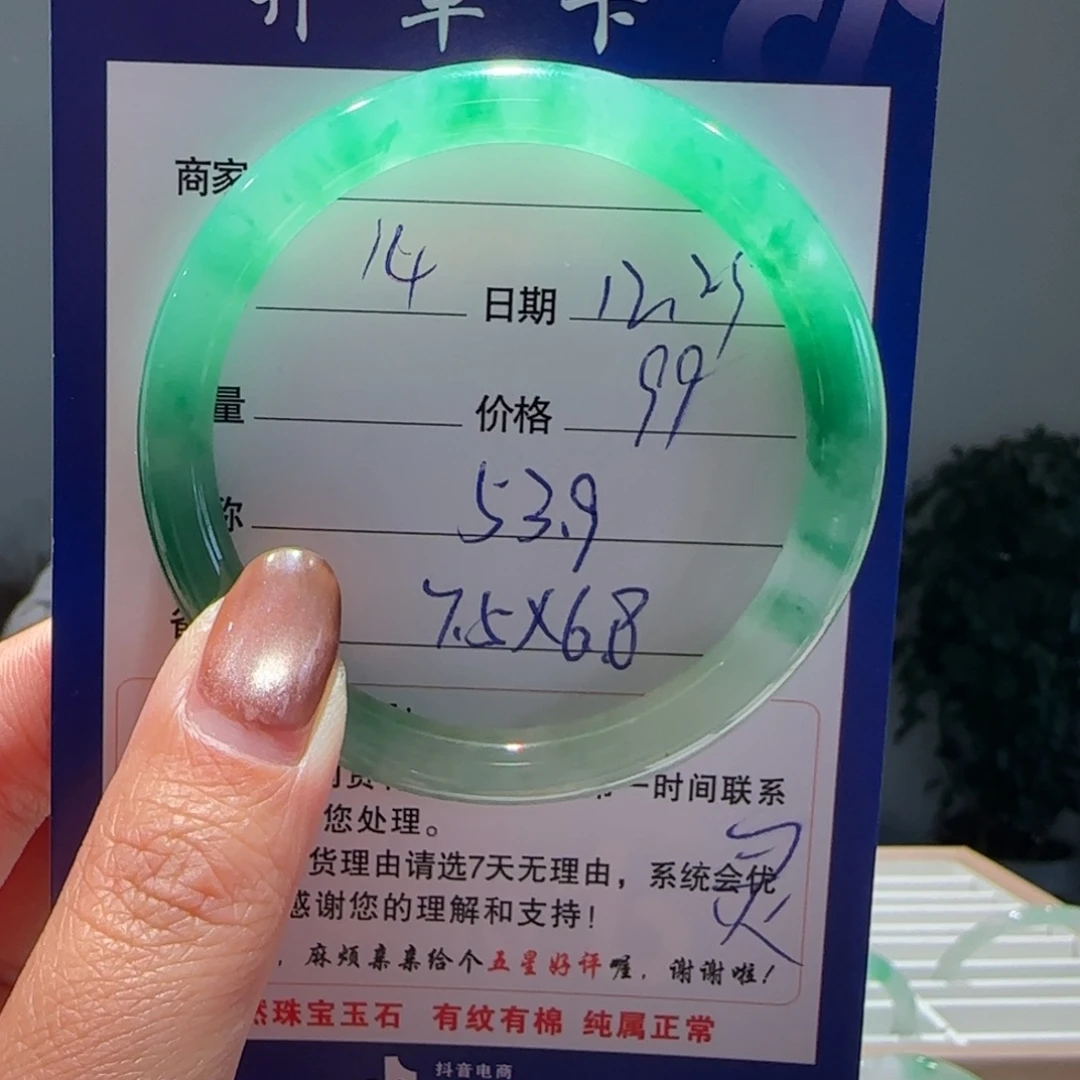 卡
商家
14 日期 12.25
量 价格 99
称 53.9
7.5X6.8
一时间联系
您处理。
货理由请选7天无理由，系统会优
感谢您的理解和支持！
灵
，麻烦亲亲给个五星好评喔，谢谢啦！
然珠宝玉石 有纹有棉 纯属正常
抖音电商